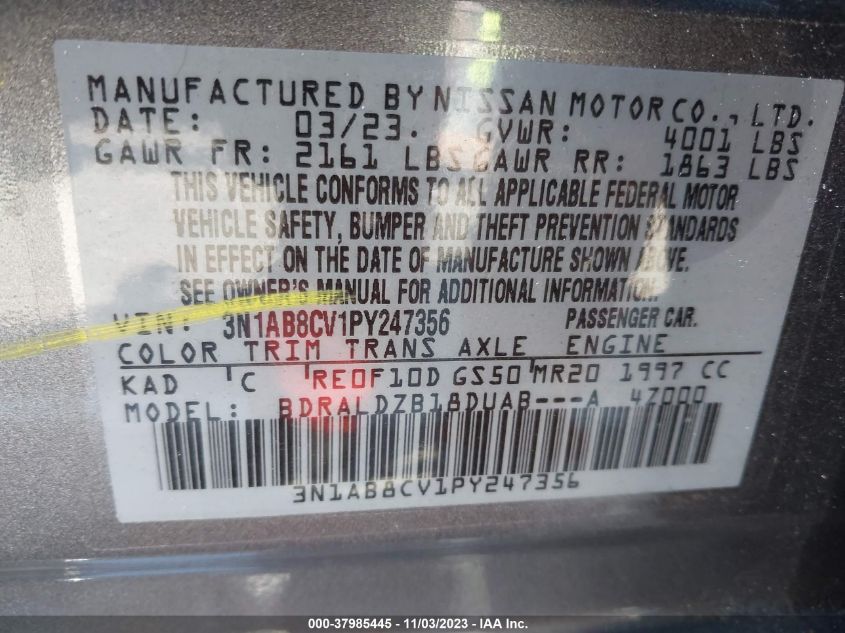 MANUFACTURED BY NISSAN MOTOR CO., LTD.
DATE: 03/23. GVWR: 4001 LBS
GAWR FR: 2161 LBS GAWR RR: 1863 LBS
THIS VEHICLE CONFORMS TO ALL APPLICABLE FEDERAL MOTOR
VEHICLE SAFETY, BUMPER AND THEFT PREVENTION STANDARDS
IN EFFECT ON THE DATE OF MANUFACTURE SHOWN ABOVE.
SEE OWNER'S MANUAL FOR ADDITIONAL INFORMATION.
VIN: 3N1AB8CV1PY247356 PASSENGER CAR.
COLOR TRIM TRANS AXLE ENGINE
KAD 'C 'RE0F10D GS50 'MR20 1997 CC
MODEL: BDRALDZB18DUAB---A 47000
3N1AB8CV1PY247356
000-37985445 - 11/03/2023 - IAA Inc.